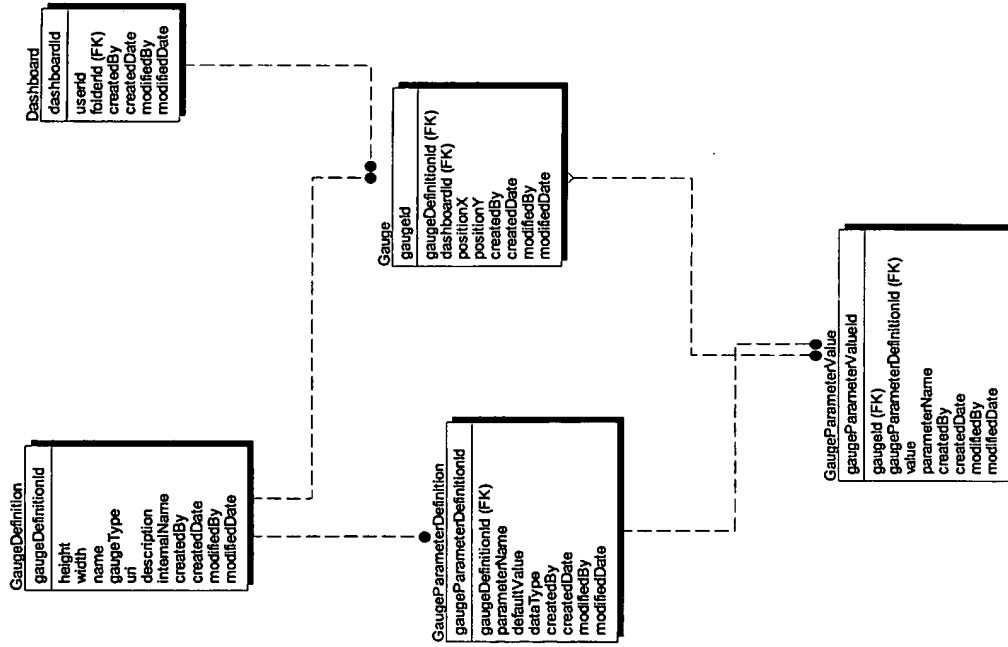 GaugeDefinition
gaugeDefinitionId
height
width
name
gaugeType
uri
description
internalName
createdBy
createdDate
modifiedBy
modifiedDate
Dashboard
dashboardId
userId
folderId (FK)
createdBy
createdDate
modifiedBy
modifiedDate
Gauge
gaugeId
gaugeDefinitionId (FK)
dashboardId (FK)
positionX
positionY
createdBy
createdDate
modifiedBy
modifiedDate
GaugeParameterDefinition
gaugeParameterDefinitionId
gaugeDefinitionId (FK)
parameterName
defaultValue
dataType
createdBy
createdDate
modifiedBy
modifiedDate
GaugeParameterValue
gaugeParameterValueId
gaugeId (FK)
gaugeParameterDefinitionId (FK)
value
parameterName
createdBy
createdDate
modifiedBy
modifiedDate